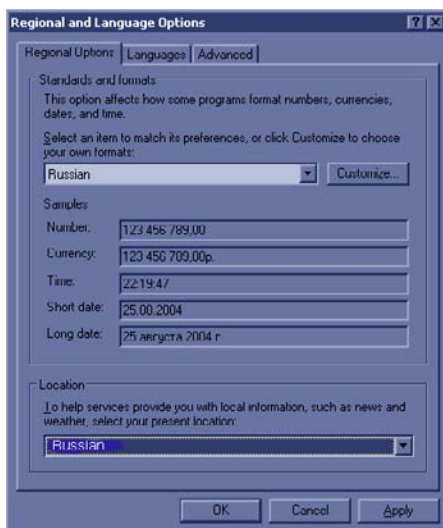 Regional and Language Options
Regional Options Languages Advanced
Standards and formats
This option affects how some programs format numbers, currencies,
dates, and time.
Select an item to match its preferences, or click Customize to choose
your own formats:
Russian Customize...
Samples
Number: 123 456 789,00
Currency: 123 456 789,00р.
Time: 22:19:47
Short date: 25.08.2004
Long date: 25 августа 2004 г.
Location
To help services provide you with local information, such as news and
weather, select your present location:
Russian
OK Cancel Apply